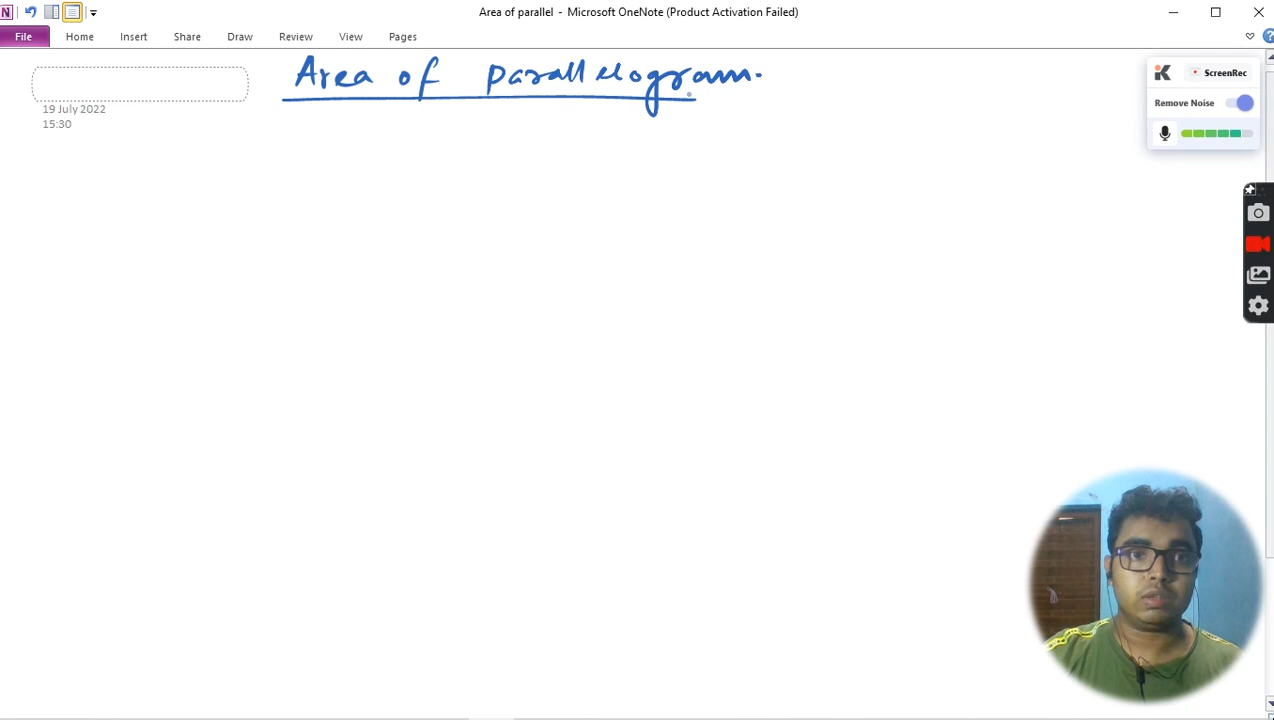 Area of parallel - Microsoft OneNote (Product Activation Failed)
File Home Insert Share Draw Review View Pages
Area of parallelogram.
19 July 2022
15:30
ScreenRec
Remove Noise